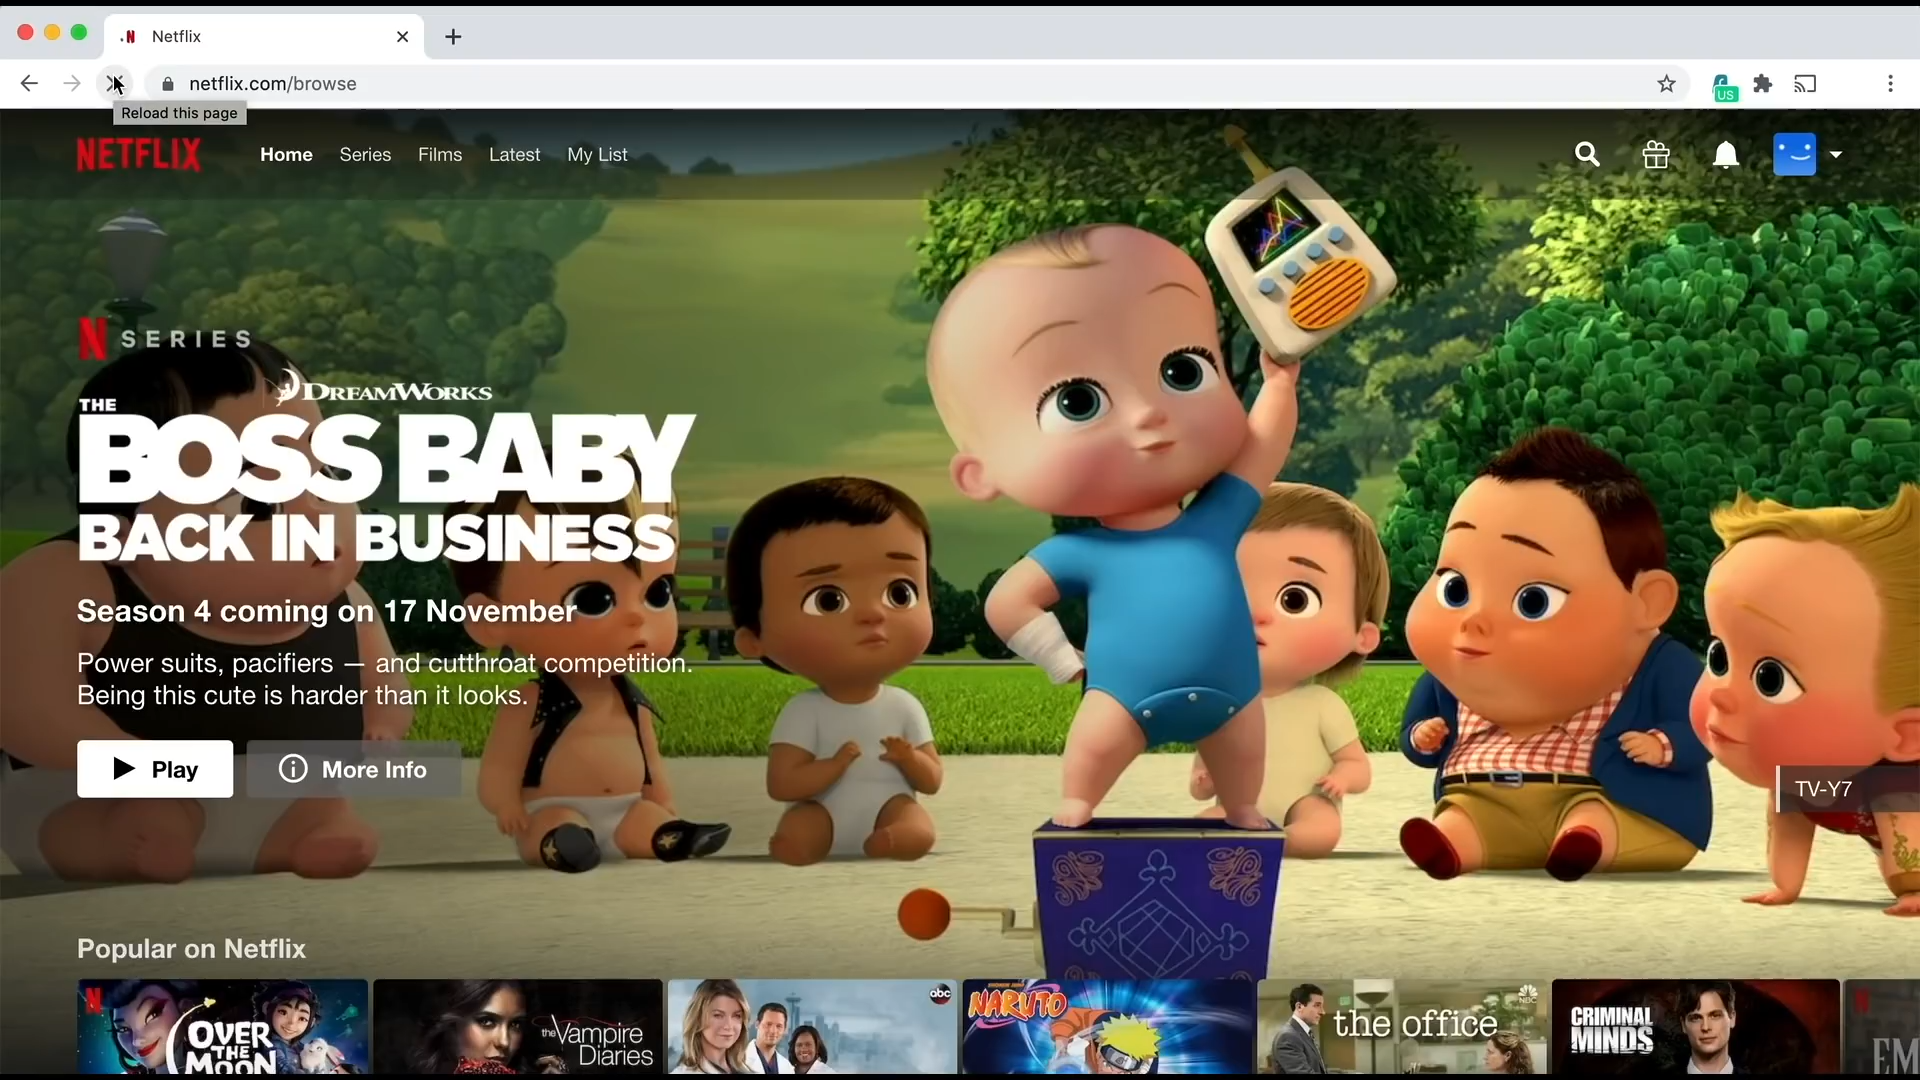 Netflix
netflix.com/browse
US
Reload this page
NETFLIX
Home
Series
Films
Latest
My List
N SERIES
DREAMWORKS
THE
BOSS BABY
BACK IN BUSINESS
Season 4 coming on 17 November
Power suits, pacifiers — and cutthroat competition.
Being this cute is harder than it looks.
Play
More Info
TV-Y7
Popular on Netflix
N
OVER
THE
MOON
the Vampire
Diaries
abc
NARUTO
the office
NBC
CRIMINAL
MINDS
EM